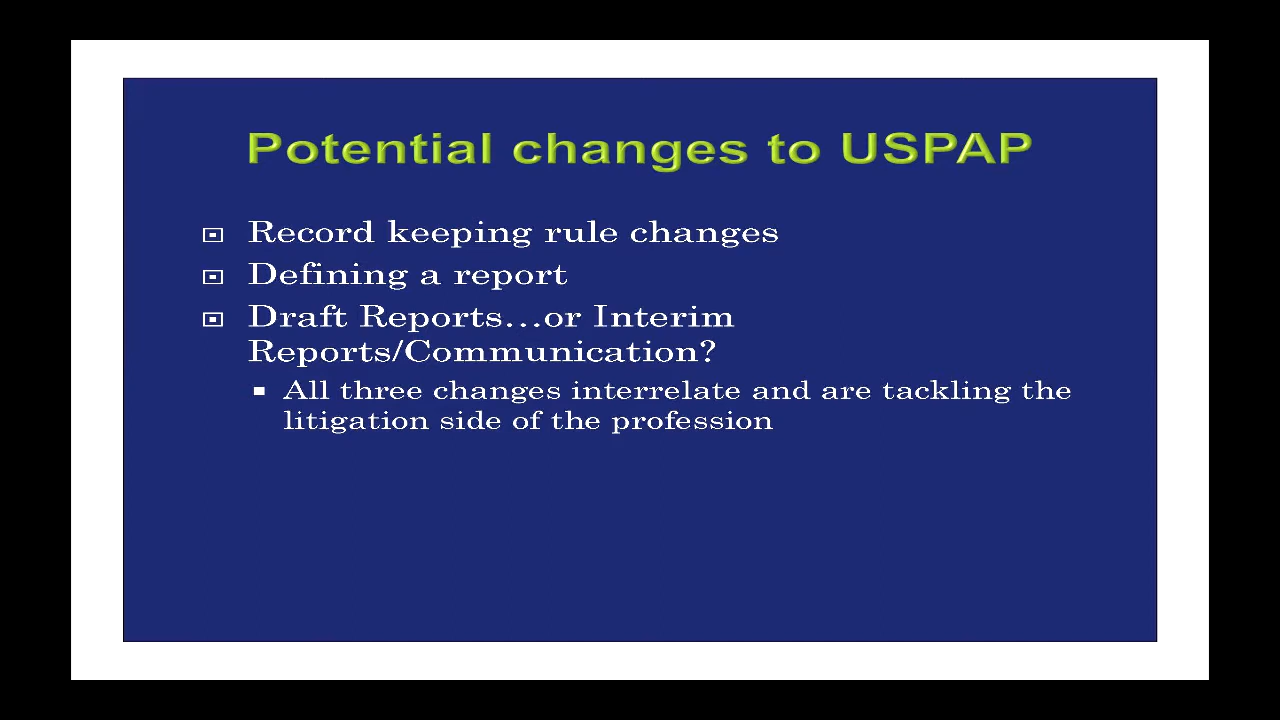 Potential changes to USPAP
Record keeping rule changes
Defining a report
Draft Reports…or Interim
Reports/Communication?
All three changes interrelate and are tackling the
litigation side of the profession